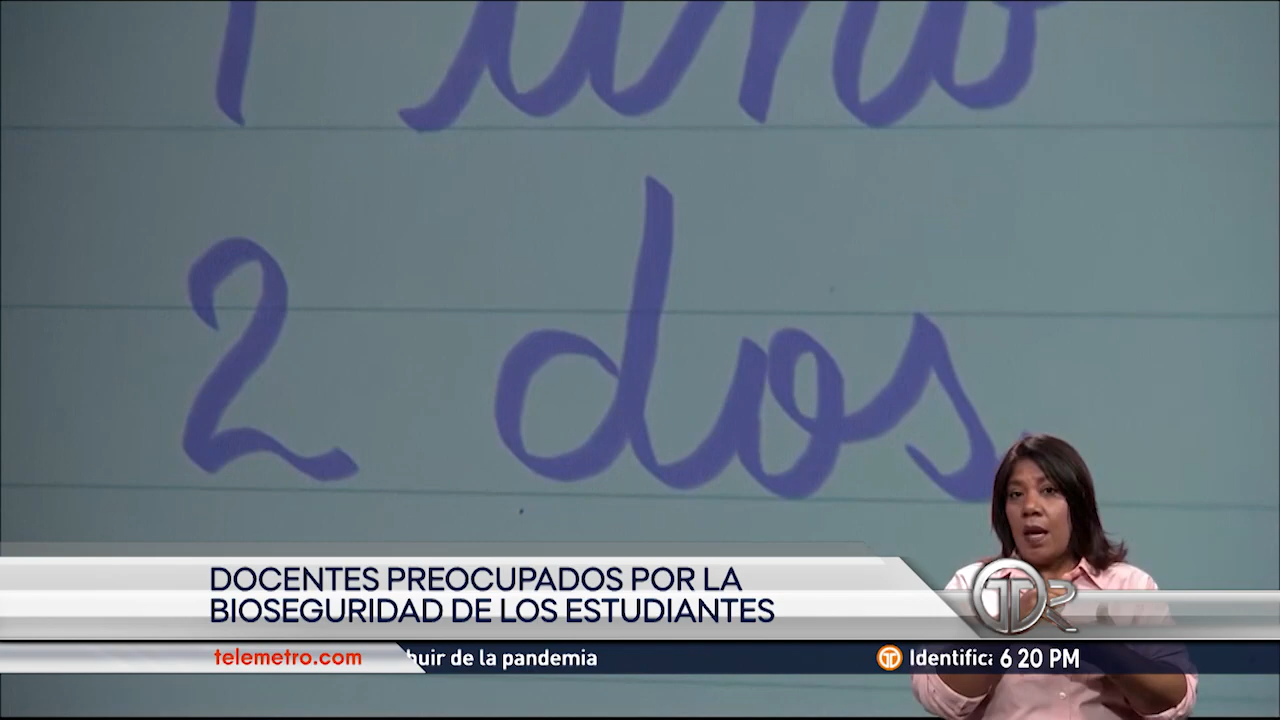 1 uno
2 dos
DOCENTES PREOCUPADOS POR LA
BIOSEGURIDAD DE LOS ESTUDIANTES
telemetro.com
de la pandemia
6 20 PM